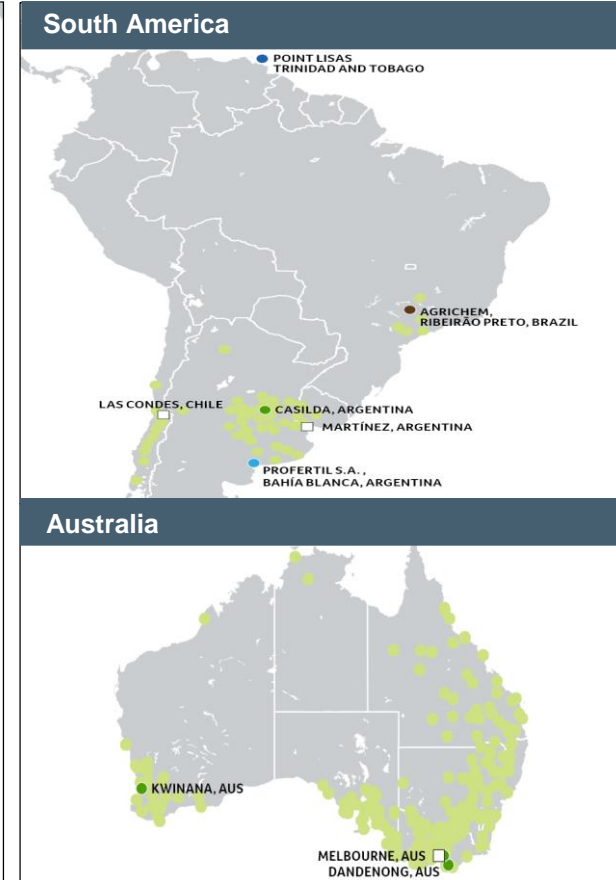 South America
POINT LISAS
TRINIDAD AND TOBAGO
AGRICHEM,
RIBEIRÃO PRETO, BRAZIL
LAS CONDES, CHILE
CASILDA, ARGENTINA
MARTÍNEZ, ARGENTINA
PROFERTIL S.A. ,
BAHÍA BLANCA, ARGENTINA
Australia
KWINANA, AUS
MELBOURNE, AUS
DANDENONG, AUS